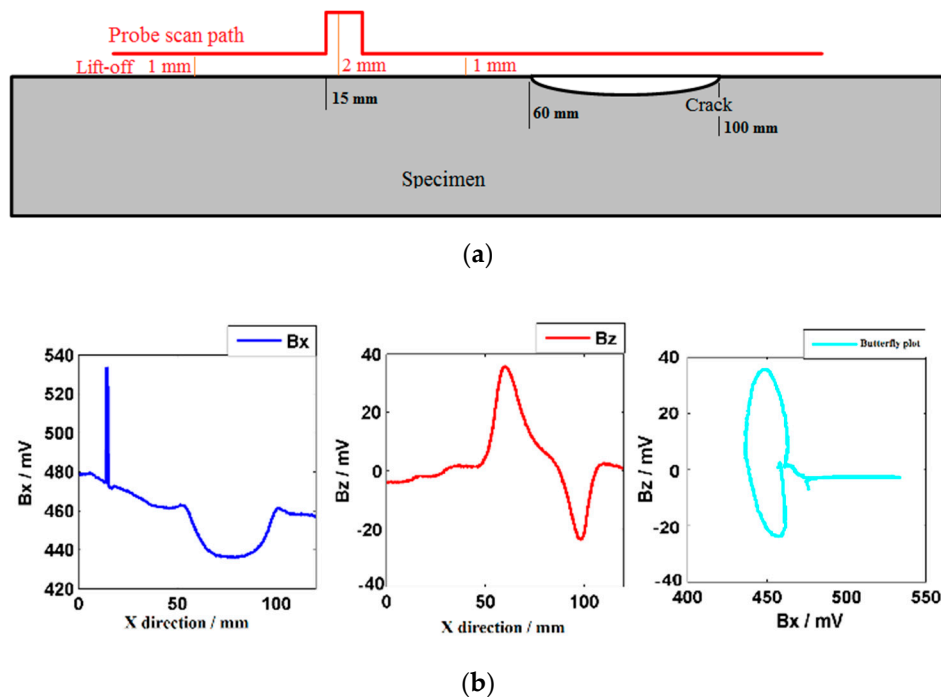 Probe scan path
Lift-off 1 mm 2 mm 1 mm
15 mm
60 mm
Crack
100 mm
Specimen
(a)
Bx
540
520
500
480
460
440
420
Bx / mV
0 50 100
X direction / mm
Bz
40
20
0
-20
-40
Bz / mV
0 50 100
X direction / mm
Butterfly plot
40
20
0
-20
-40
Bz / mV
400 450 500 550
Bx / mV
(b)